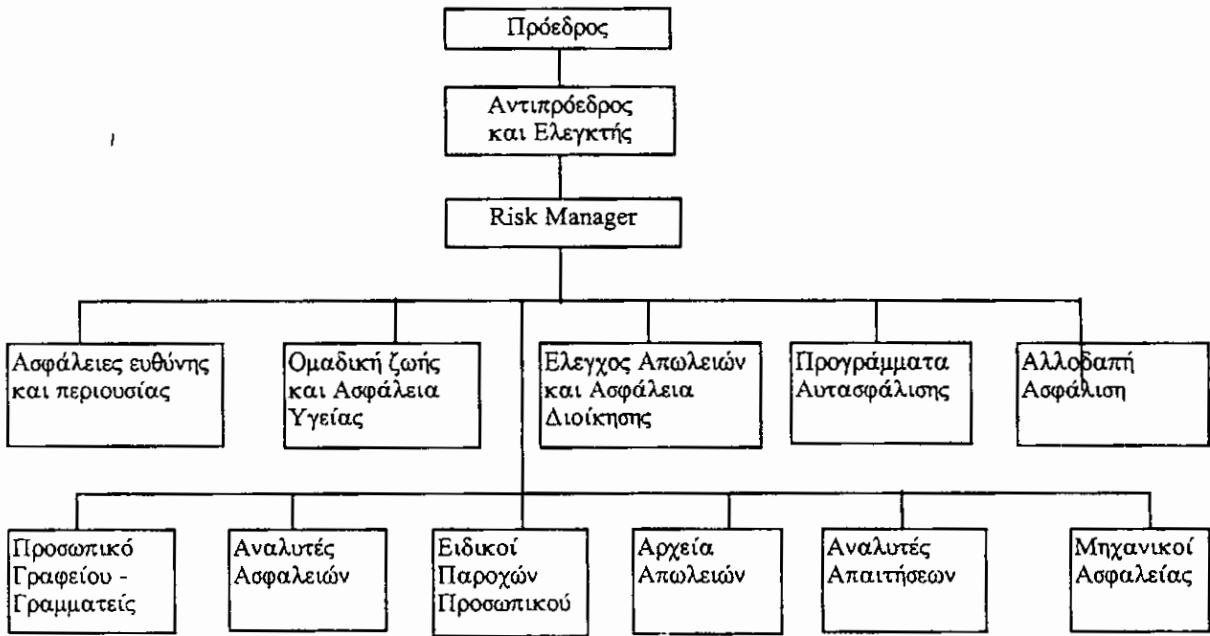 Πρόεδρος
Αντιπρόεδρος
και Ελεγκτής
Risk Manager
Ασφάλειες ευθύνης
και περιουσίας
Ομαδική ζωής
και Ασφάλεια
Υγείας
Ελεγχος Απωλειών
και Ασφάλεια
Διοίκησης
Προγράμματα
Αυτασφάλισης
Αλλοδαπή
Ασφάλιση
Προσωπικό
Γραφείου -
Γραμματείς
Αναλυτές
Ασφαλειών
Ειδικοί
Παροχών
Προσωπικού
Αρχεία
Απωλειών
Αναλυτές
Απαιτήσεων
Μηχανικοί
Ασφαλείας